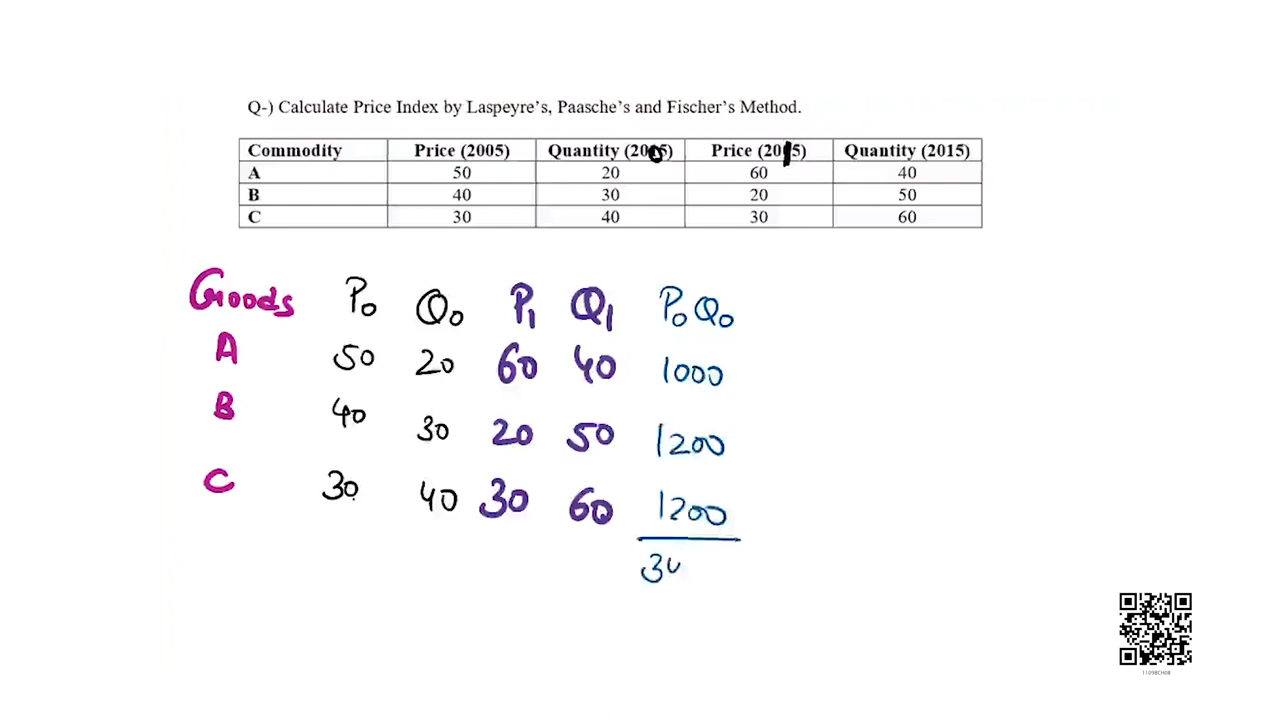 Q-) Calculate Price Index by Laspeyre's, Paasche's and Fischer's Method.
Commodity Price (2005) Quantity (2005) Price (2015) Quantity (2015)
A 50 20 60 40
B 40 30 20 50
C 30 40 30 60
Goods P₀ Q₀ P₁ Q₁ P₀Q₀
A 50 20 60 40 1000
B 40 30 20 50 1200
C 30 40 30 60 1200
34
11098CH08